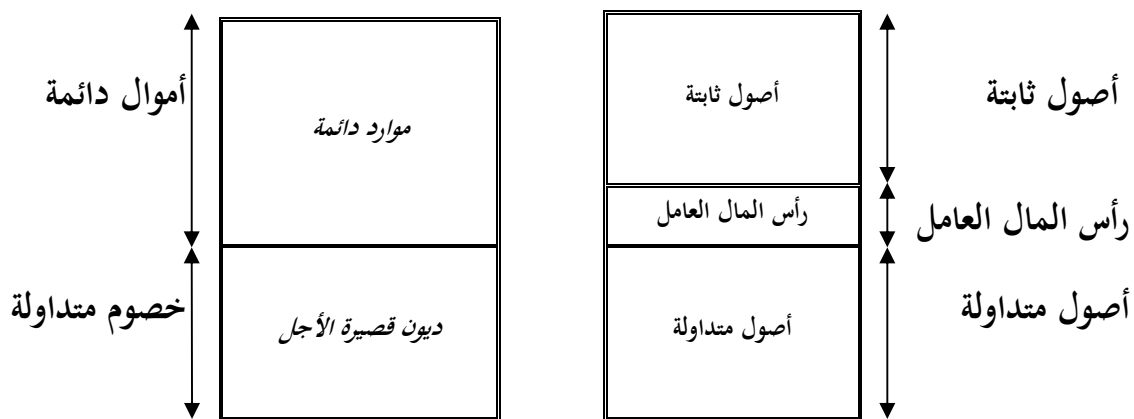 أصول ثابتة
أصول ثابتة
رأس المال العامل
رأس المال العامل
أصول متداولة
أصول متداولة
موارد دائمة
أموال دائمة
ديون قصيرة الأجل
خصوم متداولة